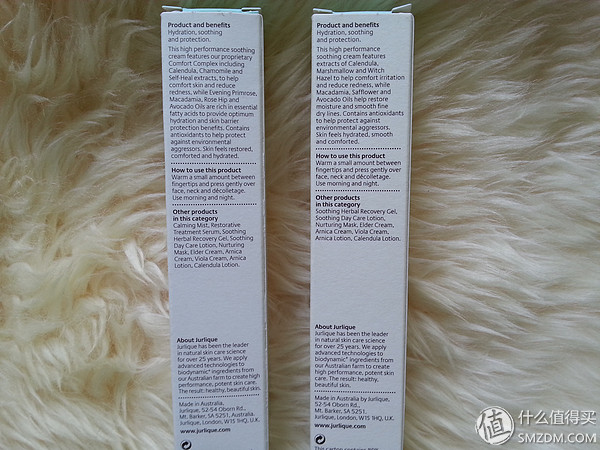 Product and benefits
Hydration, soothing
and protection.
This high performance soothing
cream features our proprietary
Comfort Complex including
Calendula, Chamomile and
Self-Heal extracts, to help
comfort skin and reduce
redness, while Evening Primrose,
Macadamia, Rose Hip and
Avocado Oils are rich in essential
fatty acids to provide optimum
hydration and skin barrier
protection benefits. Contains
antioxidants to help protect
against environmental
aggressors. Skin feels restored,
comforted and hydrated.
How to use this product
Warm a small amount between
fingertips and press gently over
face, neck and décolletage.
Use morning and night.
Other products
in this category
Calming Mist, Restorative
Treatment Serum, Soothing
Herbal Recovery Gel, Soothing
Day Care Lotion, Nurturing
Mask, Elder Cream, Arnica
Cream, Viola Cream, Arnica
Lotion, Calendula Lotion.
About Jurlique
Jurlique has been the leader
in natural skin care science
for over 25 years. We apply
advanced technologies to
biodynamic* ingredients from
our Australian farm to create high
performance, potent skin care.
The result: healthy, beautiful skin.
Made in Australia.
Jurlique, 52-54 Oborn Rd.,
Mt. Barker, SA 5251, Australia.
Jurlique, London, W1S 1HQ, U.K.
www.jurlique.com
Product and benefits
Hydration, soothing
and protection.
This high performance
soothing cream features
extracts of Calendula,
Marshmallow and Witch
Hazel to help comfort irritation
and reduce redness, while
Macadamia, Safflower and
Avocado Oils help restore
moisture and smooth fine
dry lines. Contains antioxidants
to help protect against
environmental aggressors.
Skin feels hydrated, smooth
and comforted.
How to use this product
Warm a small amount between
fingertips and press gently over
face, neck and décolletage.
Use morning and night.
Other products
in this category
Soothing Herbal Recovery Gel,
Soothing Day Care Lotion,
Nurturing Mask, Elder Cream,
Arnica Cream, Viola Cream,
Arnica Lotion, Calendula Lotion.
About Jurlique
Jurlique has been the leader
in natural skin care science
for over 25 years. We apply
advanced technologies to
biodynamic* ingredients from
our Australian farm to create
high performance, potent skin
care. The result: healthy,
beautiful skin.
Made in Australia by Jurlique,
52-54 Oborn Rd.,
Mt. Barker, SA 5251.
Jurlique, London, W1S 1HQ, U.K.
www.jurlique.com
This carton contains
值 什么值得买
SMZDM.COM